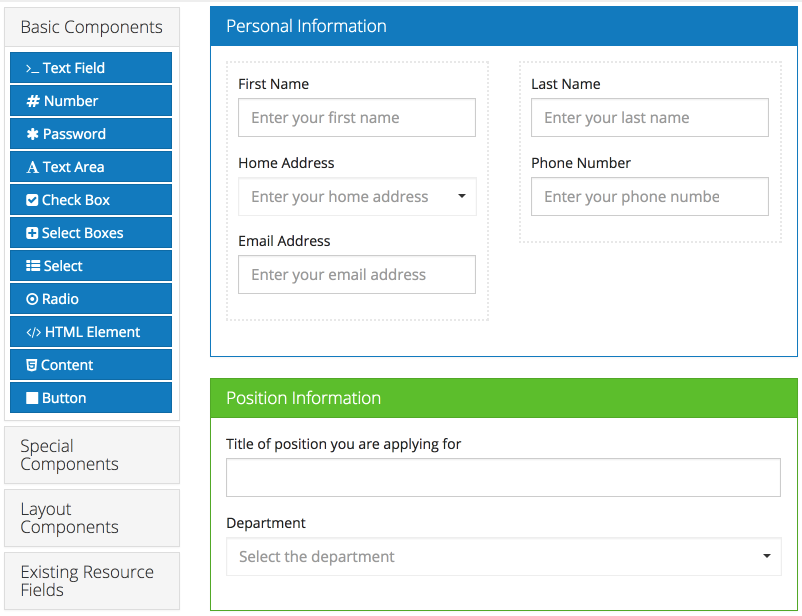 Basic Components
>_ Text Field
# Number
✱ Password
A Text Area
Check Box
Select Boxes
Select
Radio
</> HTML Element
Content
Button
Special
Components
Layout
Components
Existing Resource
Fields
Personal Information
First Name
Enter your first name
Home Address
Enter your home address
Email Address
Enter your email address
Last Name
Enter your last name
Phone Number
Enter your phone numbe
Position Information
Title of position you are applying for
Department
Select the department